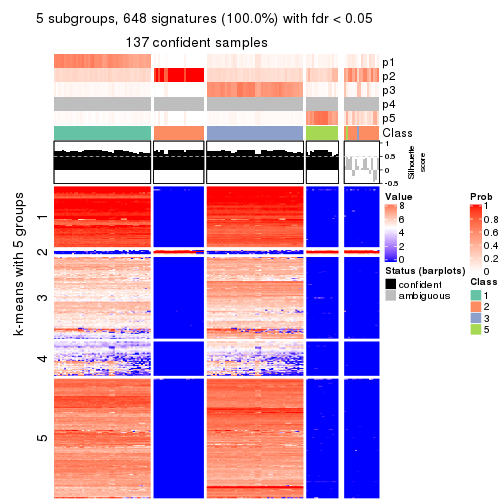 5 subgroups, 648 signatures (100.0%) with fdr < 0.05
137 confident samples
p1
p2
p3
p4
p5
Class
1
0.5
0
-0.5
Silhouette
score
k-means with 5 groups
1
2
3
4
5
Value
8
6
4
2
0
Status (barplots)
confident
ambiguous
Prob
1
0.8
0.6
0.4
0.2
0
Class
1
2
3
5